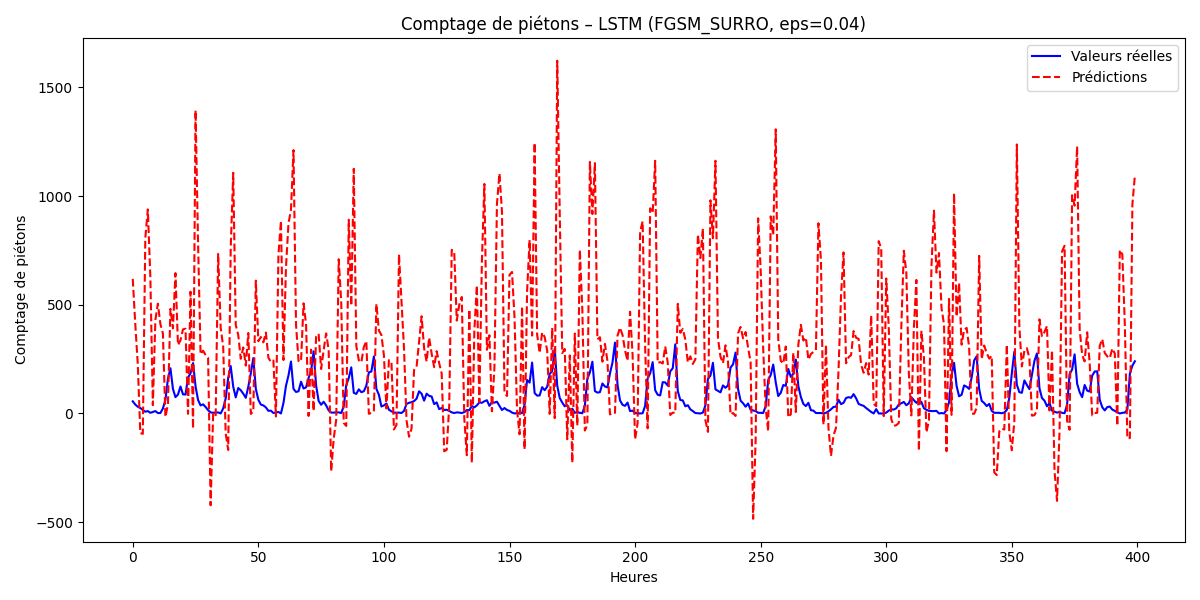 Comptage de piétons – LSTM (FGSM_SURRO, eps=0.04)
Valeurs réelles
Prédictions
Comptage de piétons
1500
1000
500
0
−500
0 50 100 150 200 250 300 350 400
Heures